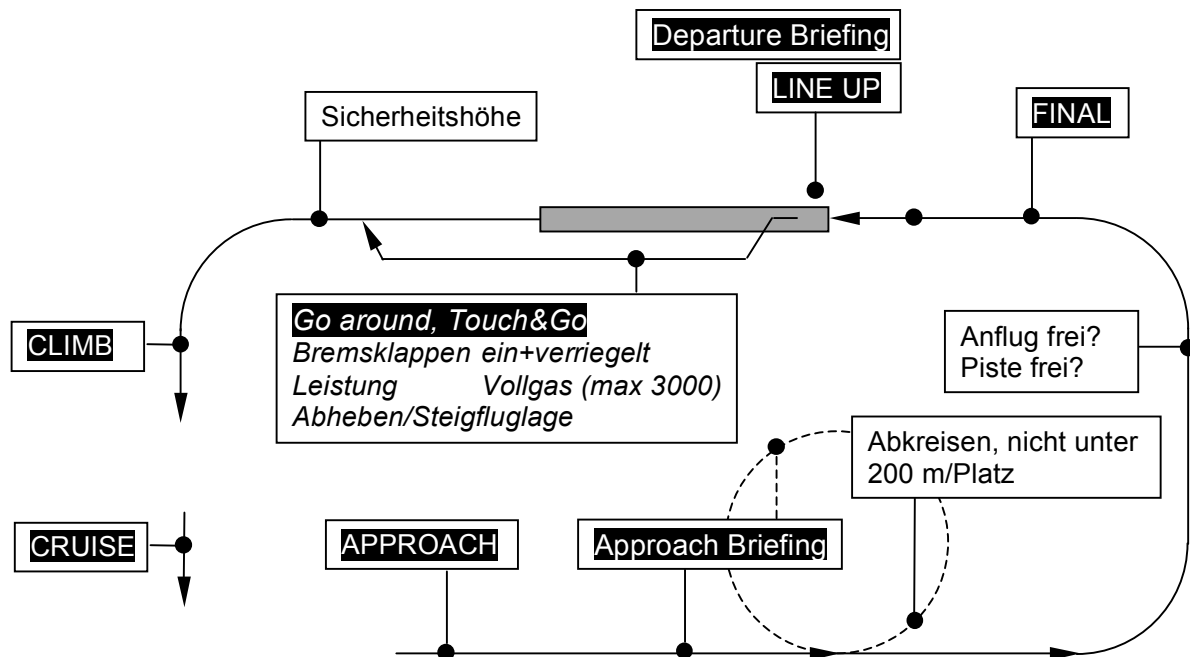 Departure Briefing
LINE UP
Sicherheitshöhe
FINAL
Go around, Touch&Go
Bremsklappen ein+verriegelt
Leistung Vollgas (max 3000)
Abheben/Steigfluglage
CLIMB
Anflug frei?
Piste frei?
Abkreisen, nicht unter
200 m/Platz
CRUISE
APPROACH
Approach Briefing